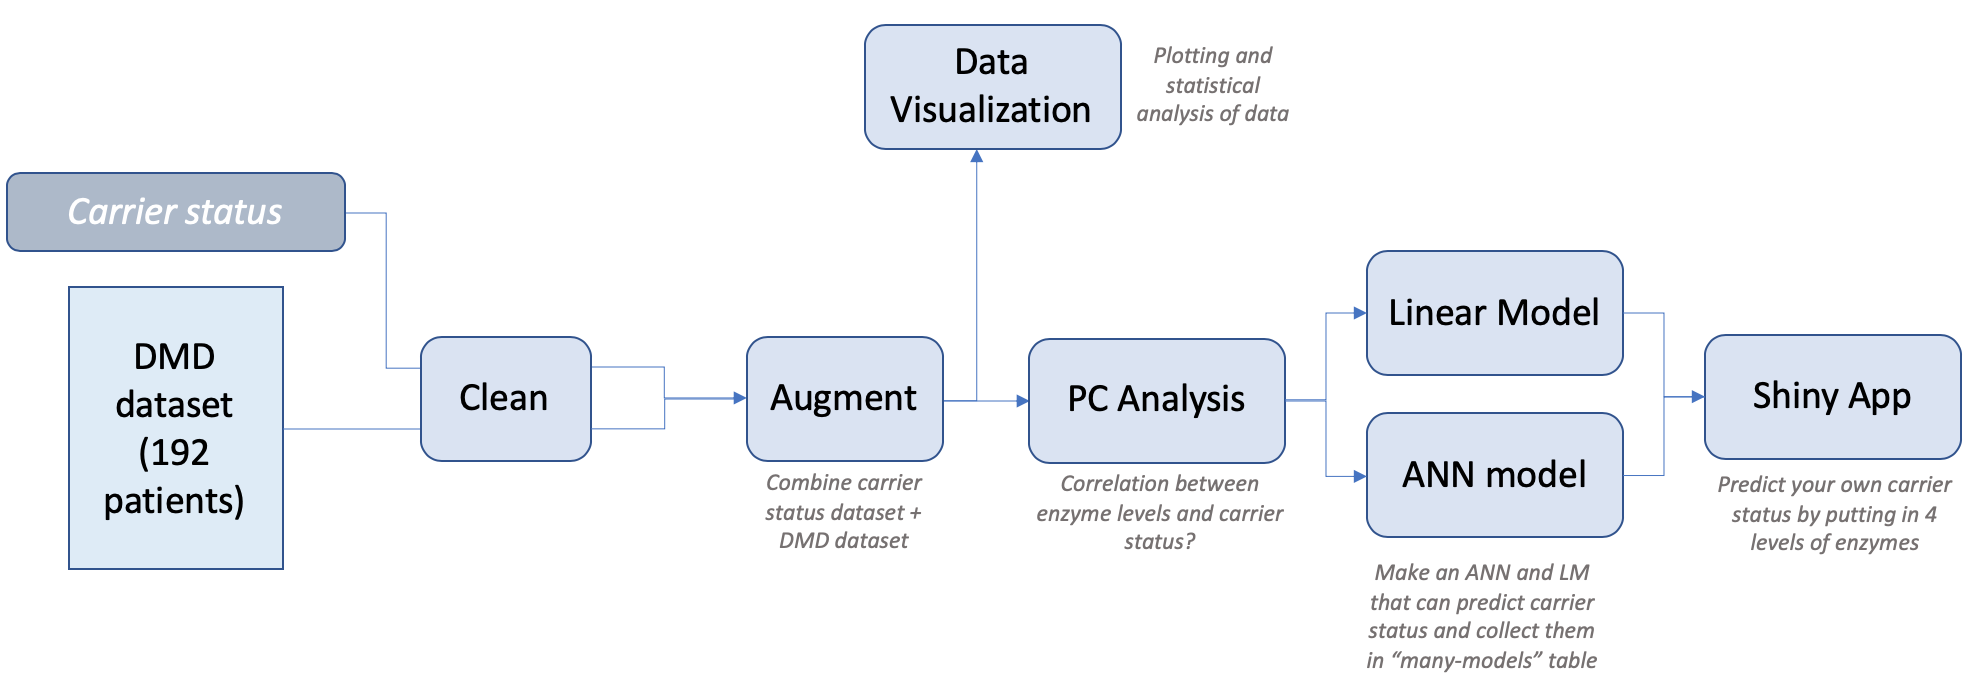 Data
Visualization
Plotting and
statistical
analysis of data
Carrier status
DMD
dataset
(192
patients)
Clean
Augment
Combine carrier
status dataset +
DMD dataset
PC Analysis
Correlation between
enzyme levels and carrier
status?
Linear Model
ANN model
Make an ANN and LM
that can predict carrier
status and collect them
in “many-models” table
Shiny App
Predict your own carrier
status by putting in 4
levels of enzymes